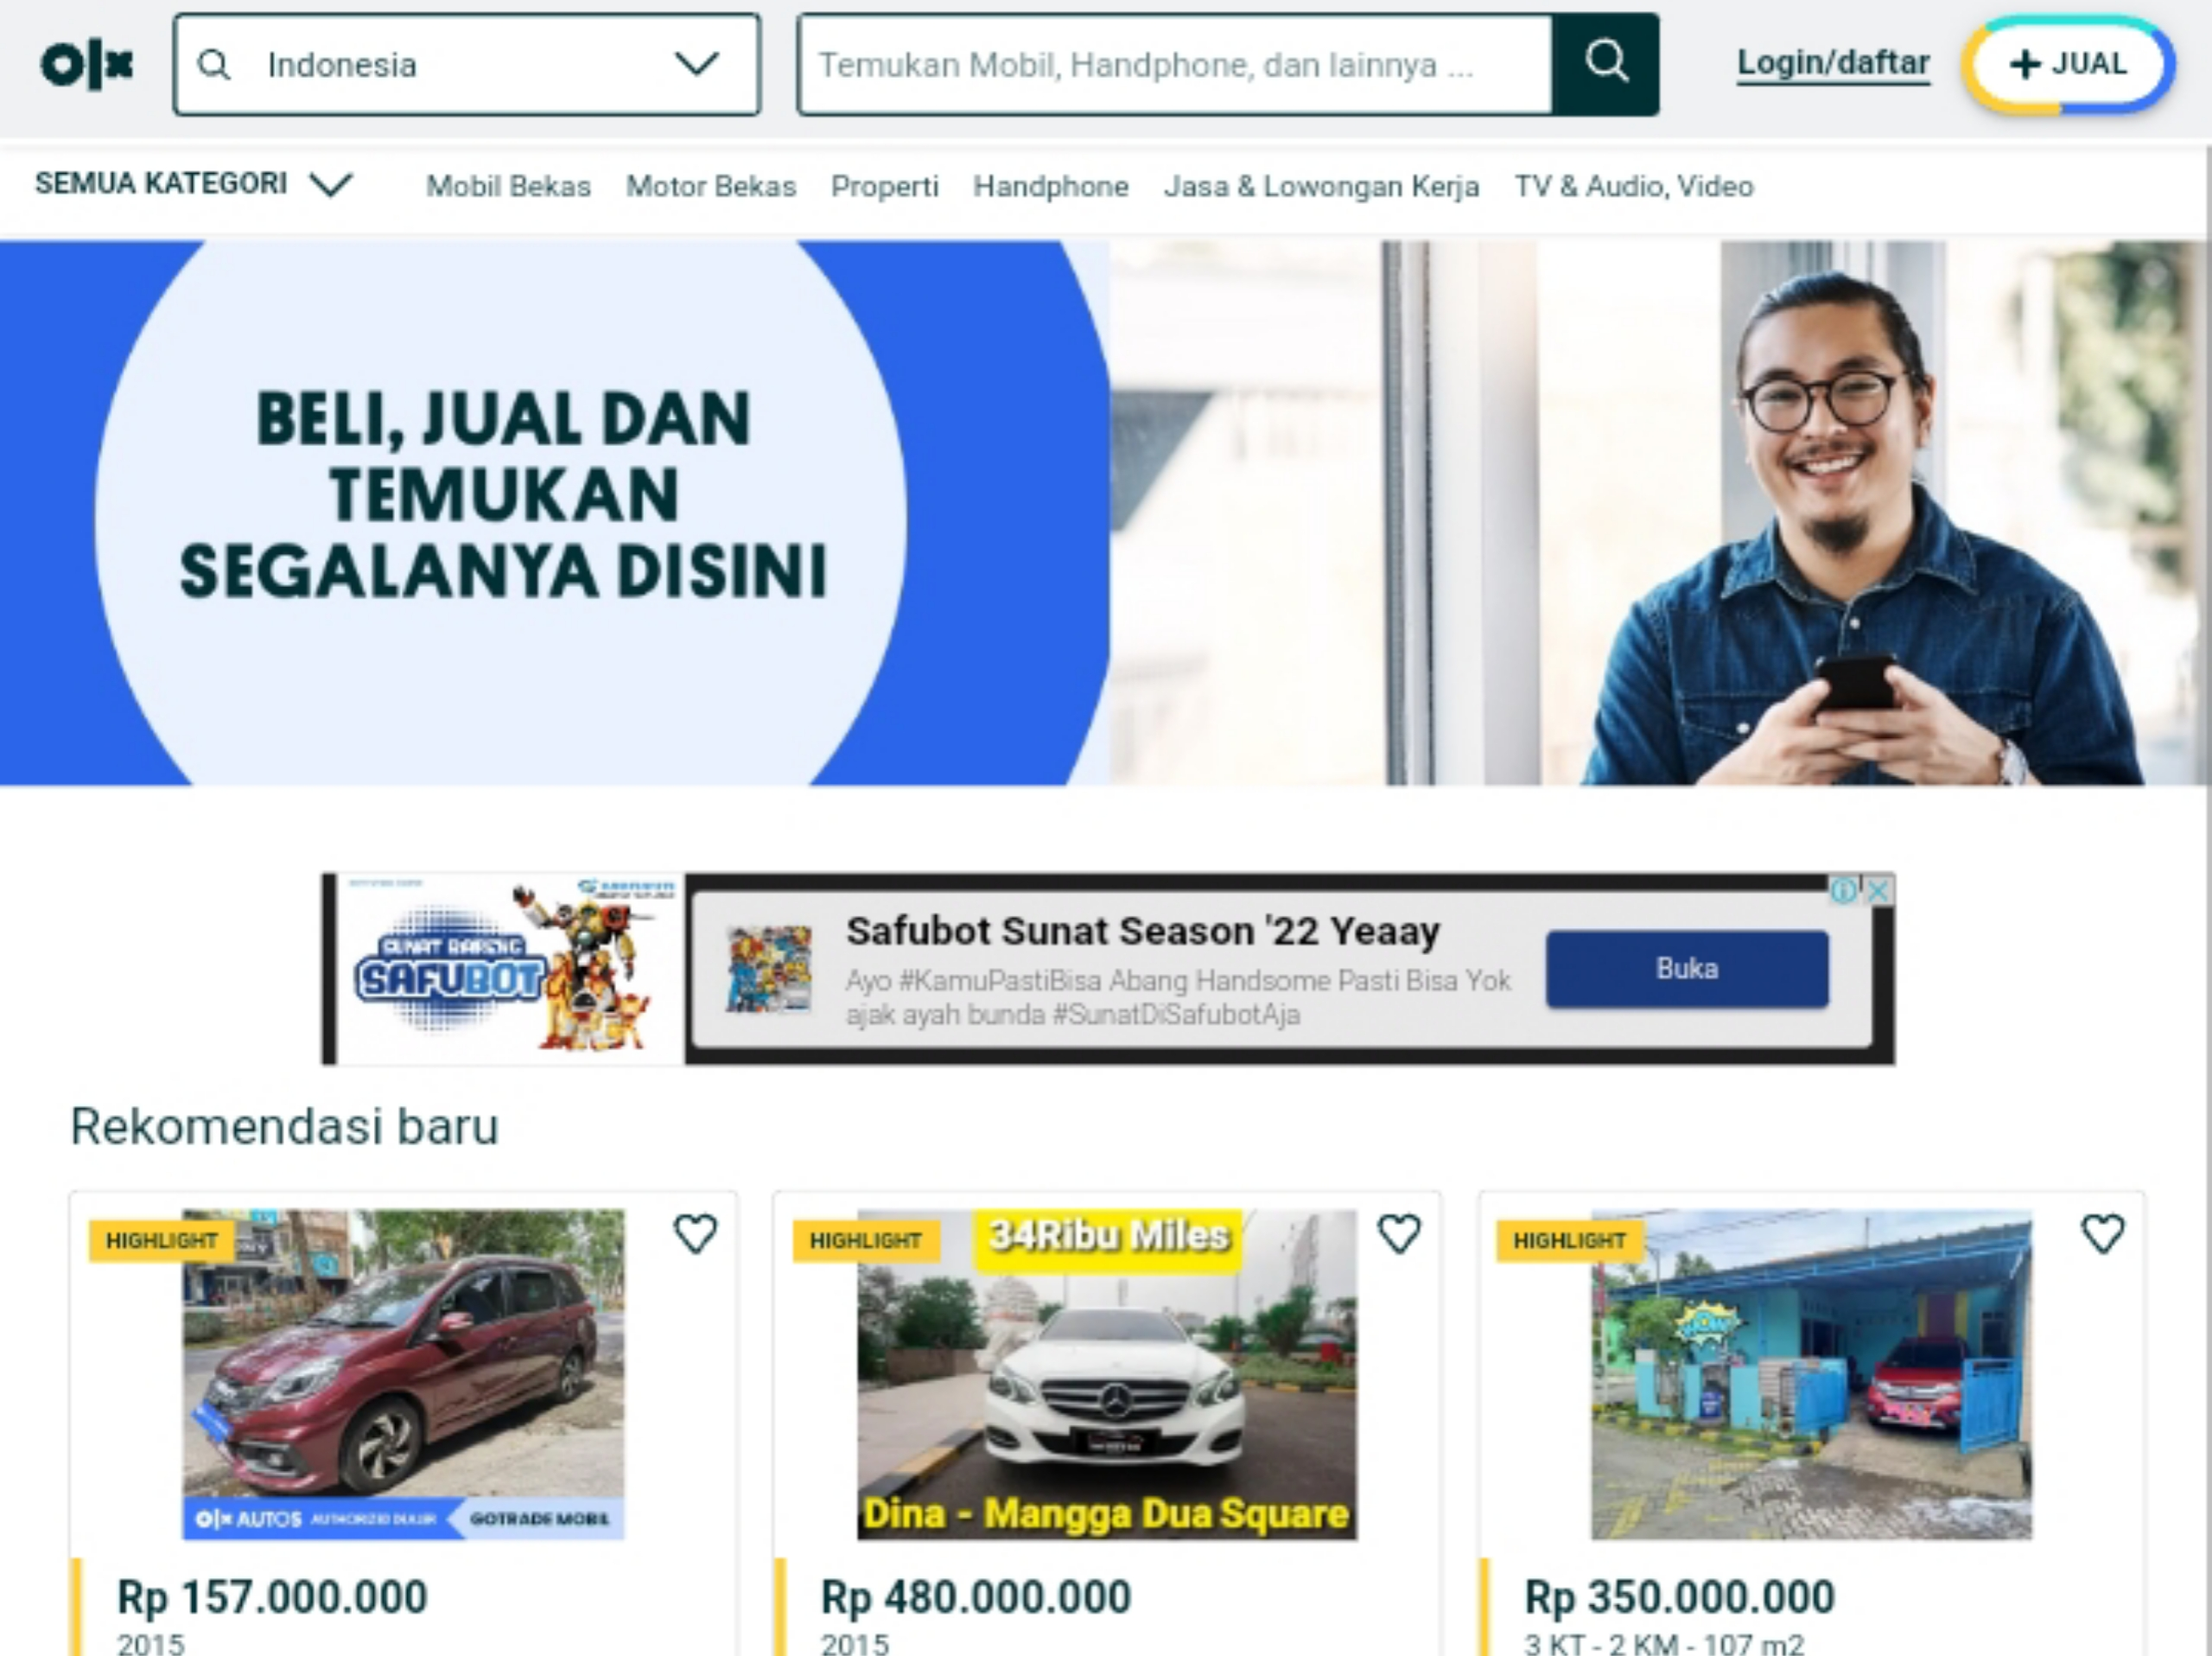 olx
Indonesia
Temukan Mobil, Handphone, dan lainnya ...
Login/daftar
+ JUAL
SEMUA KATEGORI
Mobil Bekas
Motor Bekas
Properti
Handphone
Jasa & Lowongan Kerja
TV & Audio, Video
BELI, JUAL DAN
TEMUKAN
SEGALANYA DISINI
SUNAT BARENG
SAFUBOT
Safubot Sunat Season '22 Yeaay
Ayo #KamuPastiBisa Abang Handsome Pasti Bisa Yok
ajak ayah bunda #SunatDiSafubotAja
Buka
Rekomendasi baru
HIGHLIGHT
olx AUTOS AUTHORIZED DEALER
GOTRADE MOBIL
Rp 157.000.000
2015
HIGHLIGHT
34Ribu Miles
Dina - Mangga Dua Square
Rp 480.000.000
2015
HIGHLIGHT
WOW!
Rp 350.000.000
3 KT - 2 KM - 107 m2